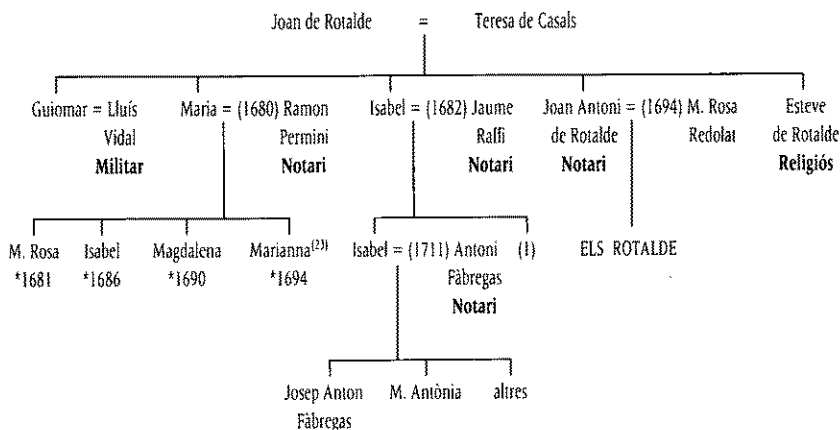 Joan de Rotalde = Teresa de Casals
Guiomar = Lluís Maria = (1680) Ramon Isabel = (1682) Jaume Joan Antoni = (1694) M. Rosa Esteve
Vidal Permini Raffi de Rotalde Redolat de Rotalde
Militar Notari Notari Notari Religiós
M. Rosa Isabel Magdalena Marianna(23) Isabel = (1711) Antoni (1) ELS ROTALDE
*1681 *1686 *1690 *1694 Fàbregas
Notari
Josep Anton M. Antònia altres
Fàbregas